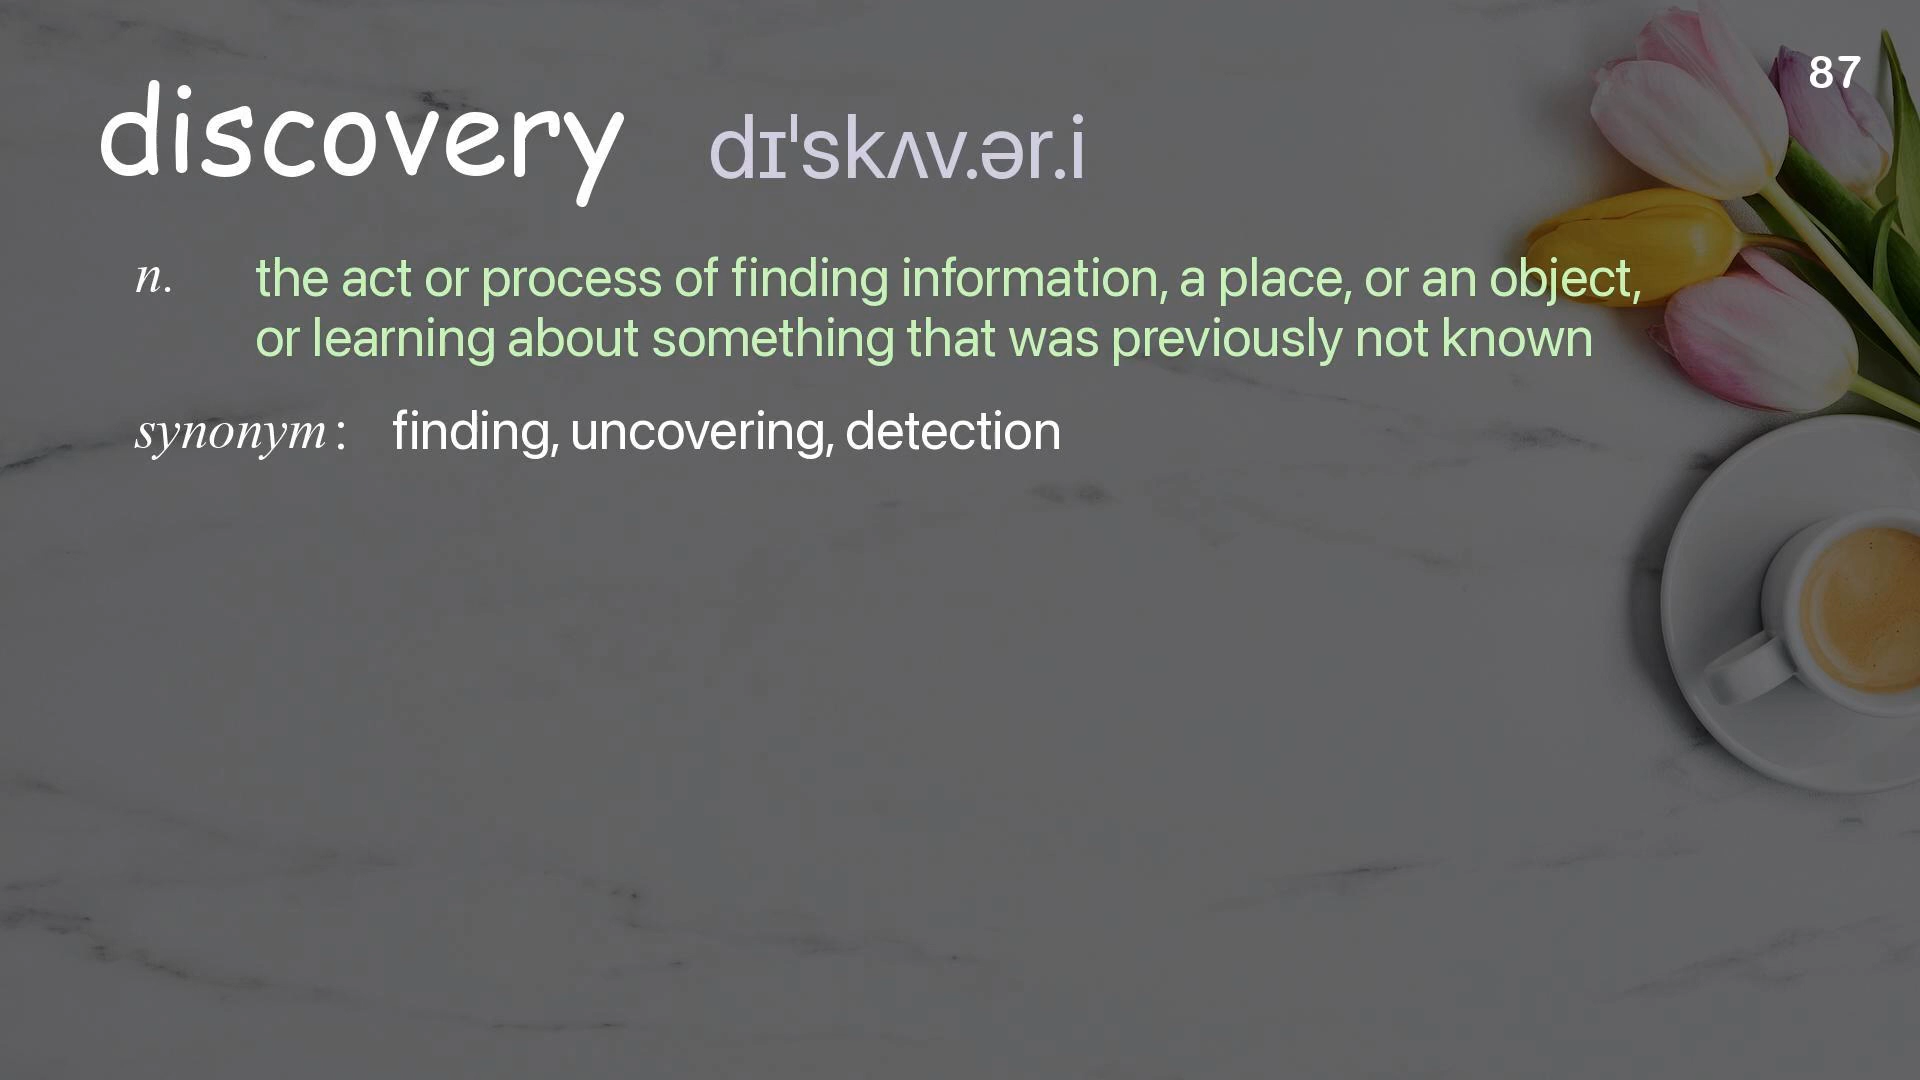 87
discovery dɪˈskʌv.ər.i
n. the act or process of finding information, a place, or an object,
or learning about something that was previously not known
synonym: finding, uncovering, detection